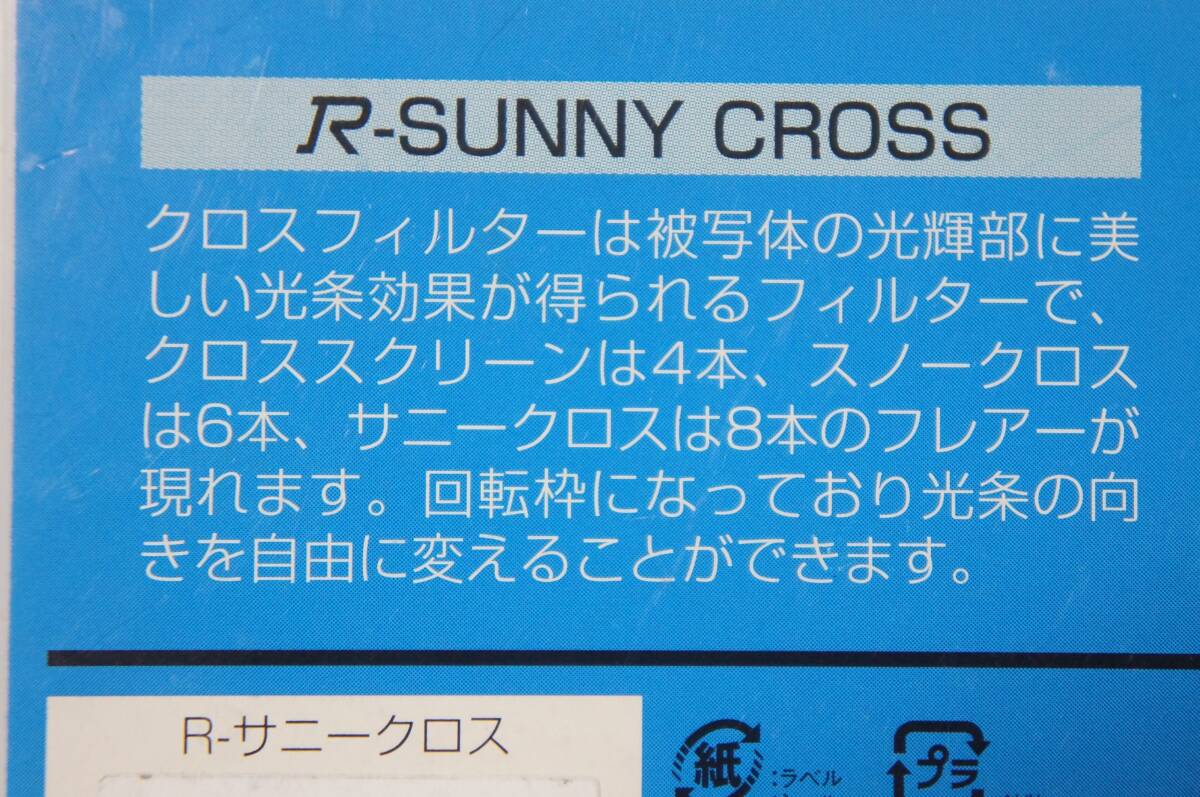 R-SUNNY CROSS
クロスフィルターは被写体の光輝部に美
しい光条効果が得られるフィルターで、
クロススクリーンは4本、スノークロス
は6本、サニークロスは8本のフレアーが
現れます。回転枠になっており光条の向
きを自由に変えることができます。
R-サニークロス
紙 :ラベル
プラ